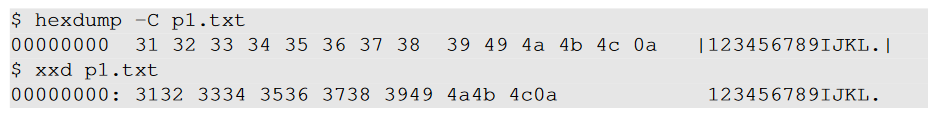 $ hexdump -C p1.txt
00000000  31 32 33 34 35 36 37 38  39 49 4a 4b 4c 0a   |123456789IJKL.|
$ xxd p1.txt
00000000: 3132 3334 3536 3738 3949 4a4b 4c0a            123456789IJKL.